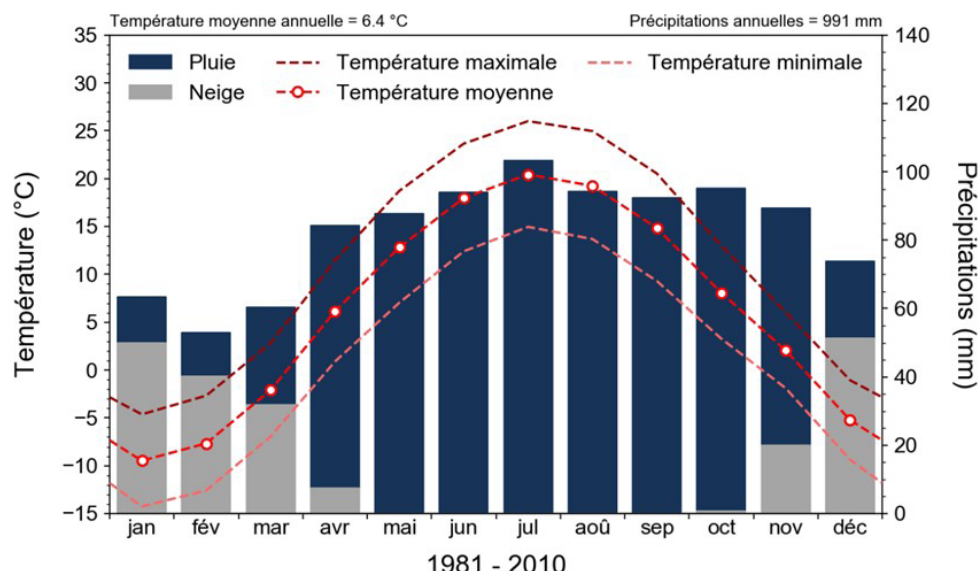 Température moyenne annuelle = 6.4 °C
Précipitations annuelles = 991 mm
Pluie
Neige
Température maximale
Température moyenne
Température minimale
Température (°C)
35
30
25
20
15
10
5
0
−5
−10
−15
140
120
100
80
60
40
20
0
Précipitations (mm)
jan fév mar avr mai jun jul aoû sep oct nov déc
1981 - 2010